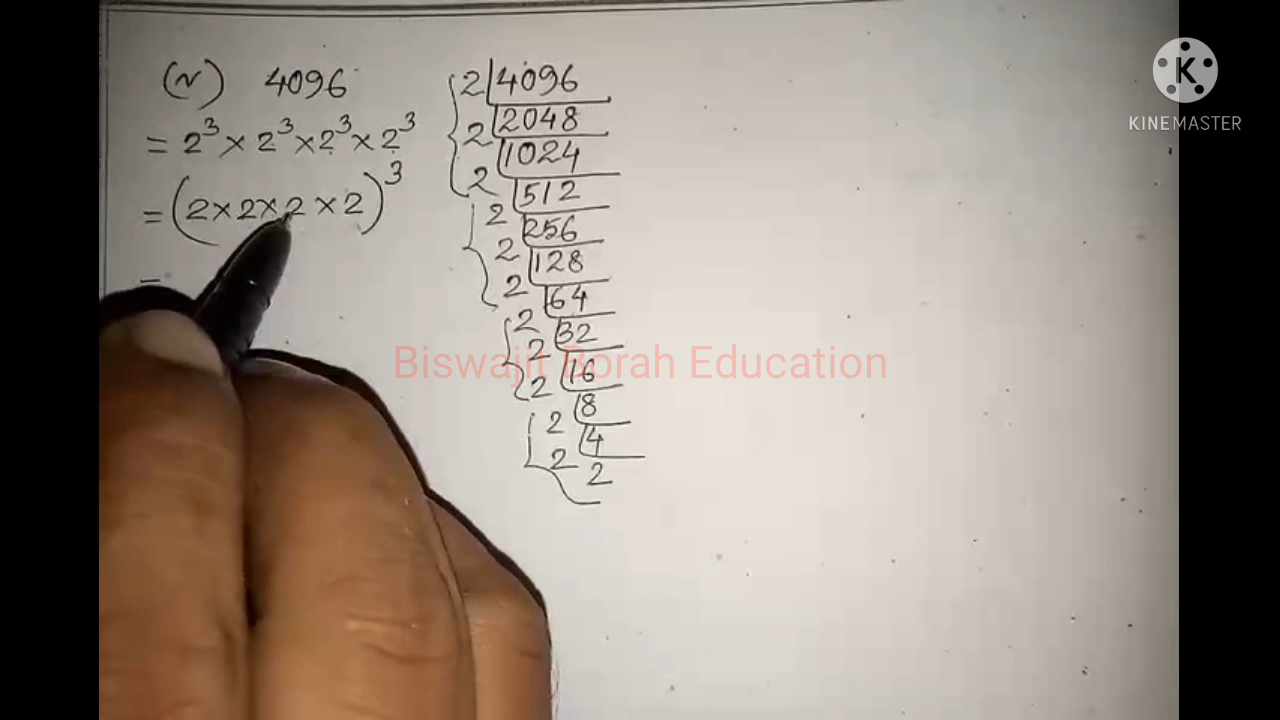 (v) 4096
= 2³ × 2³ × 2³ × 2³
= (2 × 2 × 2 × 2)³
=
2 | 4096
2 | 2048
2 | 1024
2 | 512
2 | 256
2 | 128
2 | 64
2 | 32
2 | 16
2 | 8
2 | 4
2
Biswajit Borah Education
K
KINEMASTER